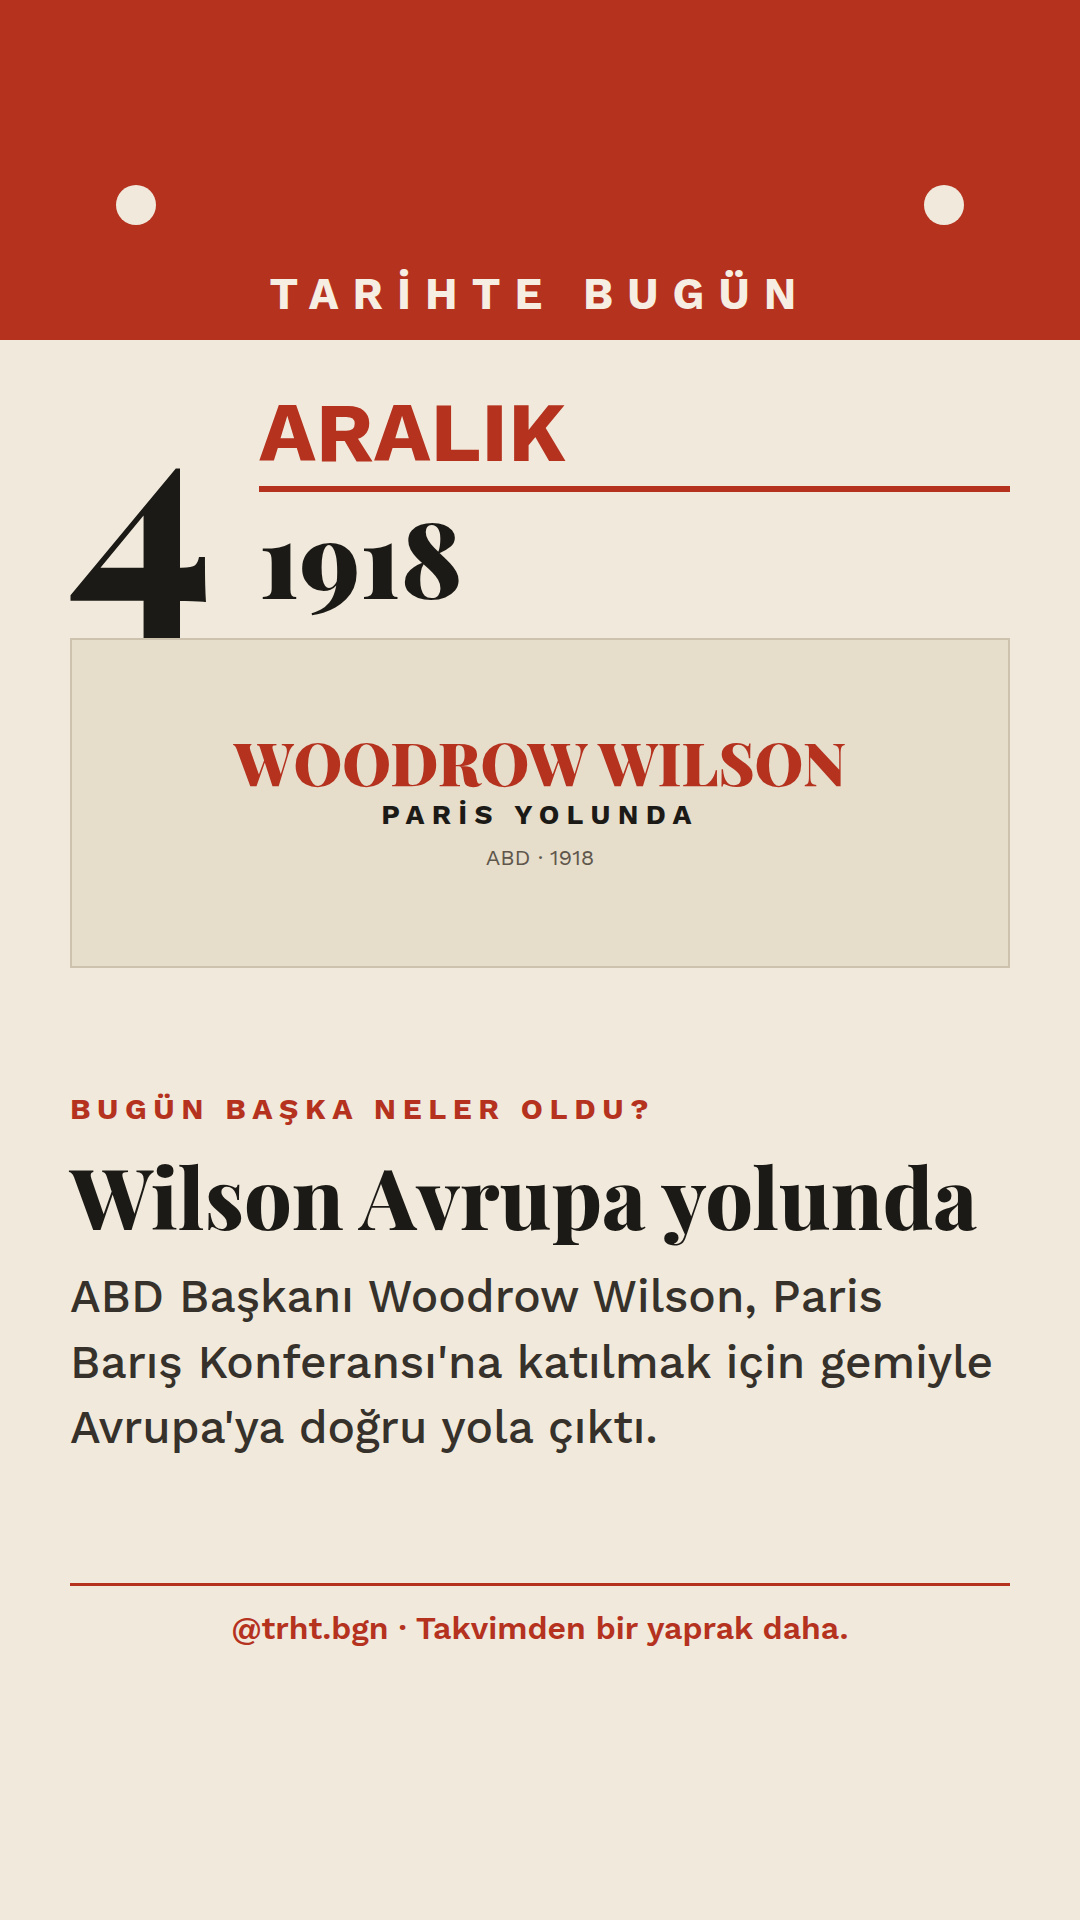 TARİHTE BUGÜN
4
ARALIK
1918
WOODROW WILSON
PARİS YOLUNDA
ABD · 1918
BUGÜN BAŞKA NELER OLDU?
Wilson Avrupa yolunda
ABD Başkanı Woodrow Wilson, Paris
Barış Konferansı'na katılmak için gemiyle
Avrupa'ya doğru yola çıktı.
@trht.bgn · Takvimden bir yaprak daha.